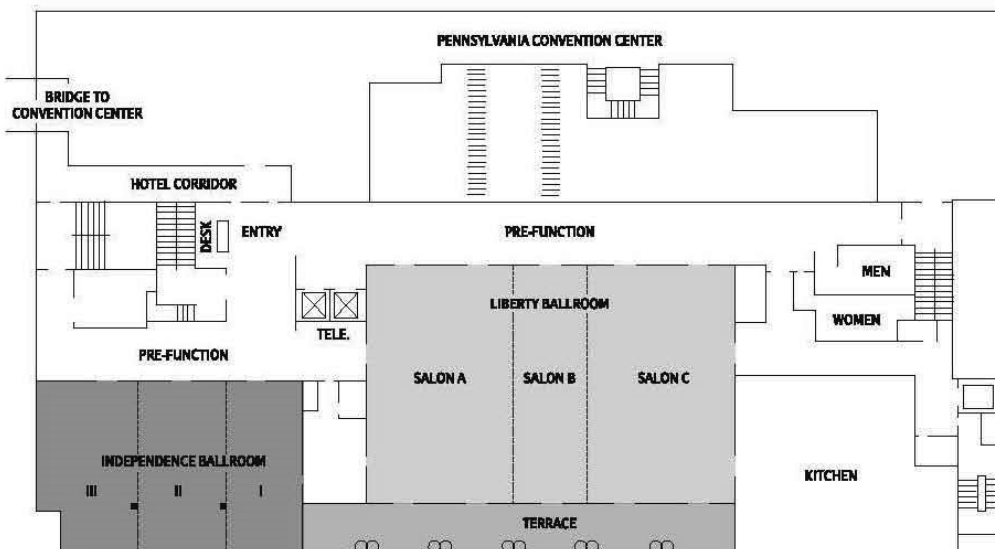 PENNSYLVANIA CONVENTION CENTER
BRIDGE TO
CONVENTION CENTER
HOTEL CORRIDOR
DESK
ENTRY
PRE-FUNCTION
MEN
LIBERTY BALLROOM
WOMEN
TELE.
PRE-FUNCTION
SALON A
SALON B
SALON C
INDEPENDENCE BALLROOM
III
II
I
KITCHEN
TERRACE